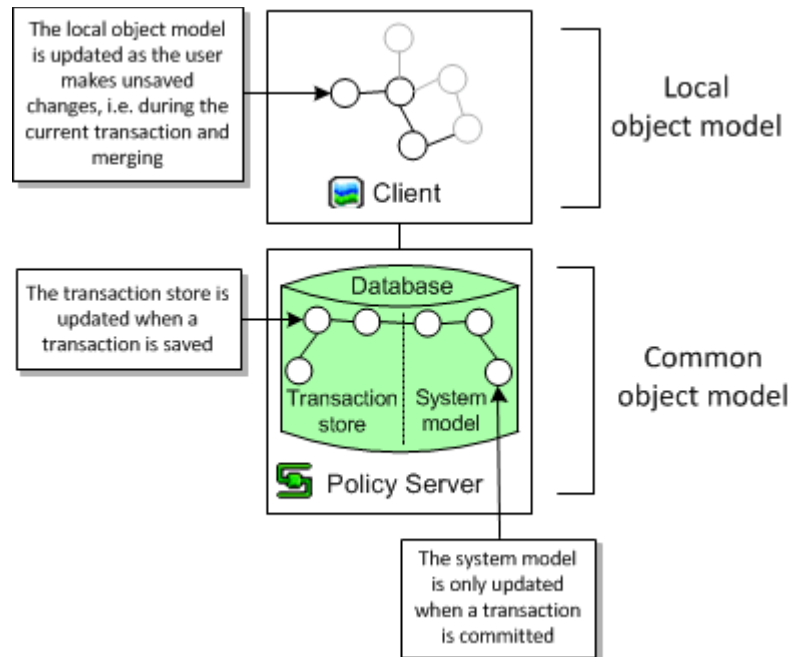 The local object model
is updated as the user
makes unsaved
changes, i.e. during the
current transaction and
merging
Client
Local
object model
Database
The transaction store is
updated when a
transaction is saved
Transaction
store
System
model
Policy Server
Common
object model
The system model
is only updated
when a transaction
is committed